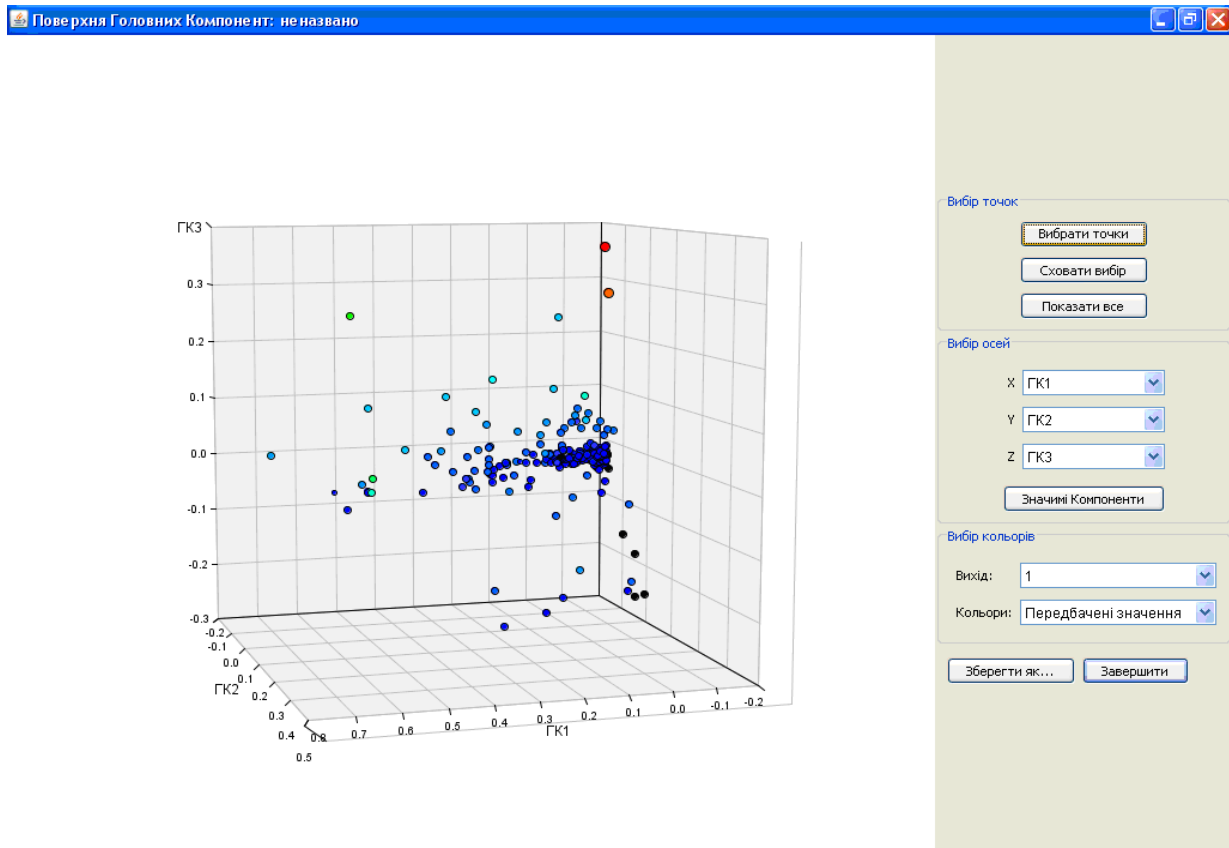 Поверхня Головних Компонент: не названо
ГК3
0.3
0.2
0.1
0.0
-0.1
-0.2
-0.3
-0.2
-0.1
0.0
0.1
0.2
0.3
0.4
0.5
ГК2
0.8
0.7
0.6
0.5
0.4
0.3
0.2
0.1
0.0
-0.1
-0.2
ГК1
Вибір точок
Вибрати точки
Сховати вибір
Показати все
Вибір осей
X ГК1
Y ГК2
Z ГК3
Значимі Компоненти
Вибір кольорів
Вихід: 1
Кольори: Передбачені значення
Зберегти як... Завершити